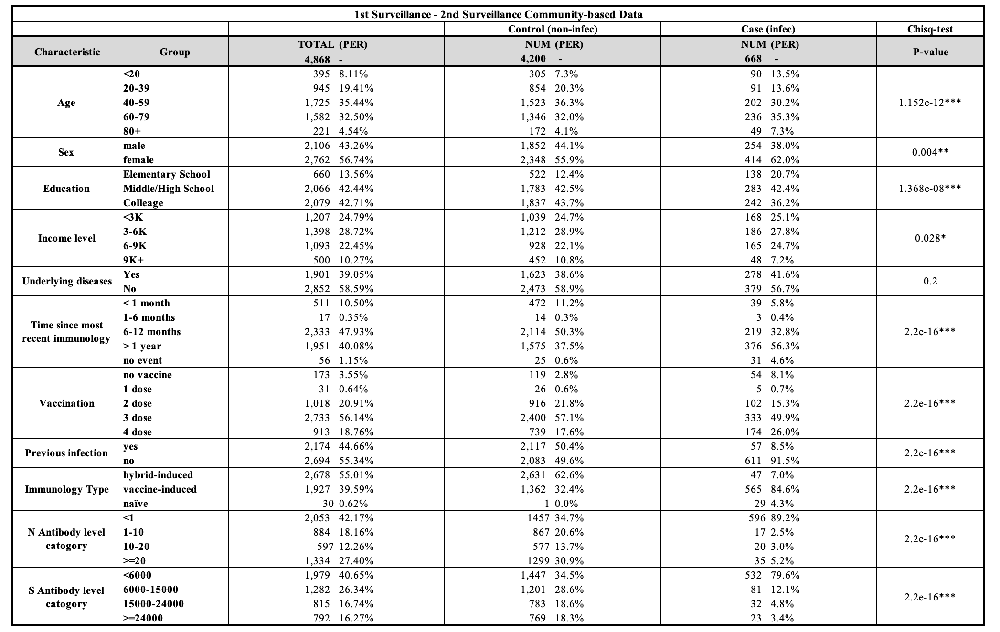 1st Surveillance - 2nd Surveillance Community-based Data
Control (non-infec) Case (infec) Chisq-test
Characteristic Group TOTAL (PER) NUM (PER) NUM (PER) P-value
4,868 - 4,200 - 668 -
Age
<20 395 8.11% 305 7.3% 90 13.5%
20-39 945 19.41% 854 20.3% 91 13.6%
40-59 1,725 35.44% 1,523 36.3% 202 30.2% 1.152e-12***
60-79 1,582 32.50% 1,346 32.0% 236 35.3%
80+ 221 4.54% 172 4.1% 49 7.3%
Sex
male 2,106 43.26% 1,852 44.1% 254 38.0% 0.004**
female 2,762 56.74% 2,348 55.9% 414 62.0%
Education
Elementary School 660 13.56% 522 12.4% 138 20.7%
Middle/High School 2,066 42.44% 1,783 42.5% 283 42.4% 1.368e-08***
Colleage 2,079 42.71% 1,837 43.7% 242 36.2%
Income level
<3K 1,207 24.79% 1,039 24.7% 168 25.1%
3-6K 1,398 28.72% 1,212 28.9% 186 27.8% 0.028*
6-9K 1,093 22.45% 928 22.1% 165 24.7%
9K+ 500 10.27% 452 10.8% 48 7.2%
Underlying diseases
Yes 1,901 39.05% 1,623 38.6% 278 41.6% 0.2
No 2,852 58.59% 2,473 58.9% 379 56.7%
Time since most
recent immunology
< 1 month 511 10.50% 472 11.2% 39 5.8%
1-6 months 17 0.35% 14 0.3% 3 0.4%
6-12 months 2,333 47.93% 2,114 50.3% 219 32.8% 2.2e-16***
> 1 year 1,951 40.08% 1,575 37.5% 376 56.3%
no event 56 1.15% 25 0.6% 31 4.6%
Vaccination
no vaccine 173 3.55% 119 2.8% 54 8.1%
1 dose 31 0.64% 26 0.6% 5 0.7%
2 dose 1,018 20.91% 916 21.8% 102 15.3% 2.2e-16***
3 dose 2,733 56.14% 2,400 57.1% 333 49.9%
4 dose 913 18.76% 739 17.6% 174 26.0%
Previous infection
yes 2,174 44.66% 2,117 50.4% 57 8.5% 2.2e-16***
no 2,694 55.34% 2,083 49.6% 611 91.5%
Immunology Type
hybrid-induced 2,678 55.01% 2,631 62.6% 47 7.0%
vaccine-induced 1,927 39.59% 1,362 32.4% 565 84.6% 2.2e-16***
naïve 30 0.62% 1 0.0% 29 4.3%
N Antibody level
catogory
<1 2,053 42.17% 1457 34.7% 596 89.2%
1-10 884 18.16% 867 20.6% 17 2.5% 2.2e-16***
10-20 597 12.26% 577 13.7% 20 3.0%
>=20 1,334 27.40% 1299 30.9% 35 5.2%
S Antibody level
catogory
<6000 1,979 40.65% 1,447 34.5% 532 79.6%
6000-15000 1,282 26.34% 1,201 28.6% 81 12.1% 2.2e-16***
15000-24000 815 16.74% 783 18.6% 32 4.8%
>=24000 792 16.27% 769 18.3% 23 3.4%